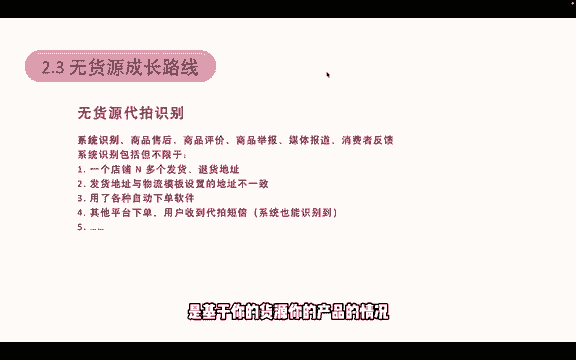 2.3 无货源成长路线
无货源代拍识别
系统识别、商品售后、商品评价、商品举报、媒体报道、消费者反馈
系统识别包括但不限于：
1. 一个店铺 N 多个发货、退货地址
2. 发货地址与物流模板设置的地址不一致
3. 用了各种自动下单软件
4. 其他平台下单，用户收到代拍短信（系统也能识别到）
5. ……
是基于你的货源你的产品的情况